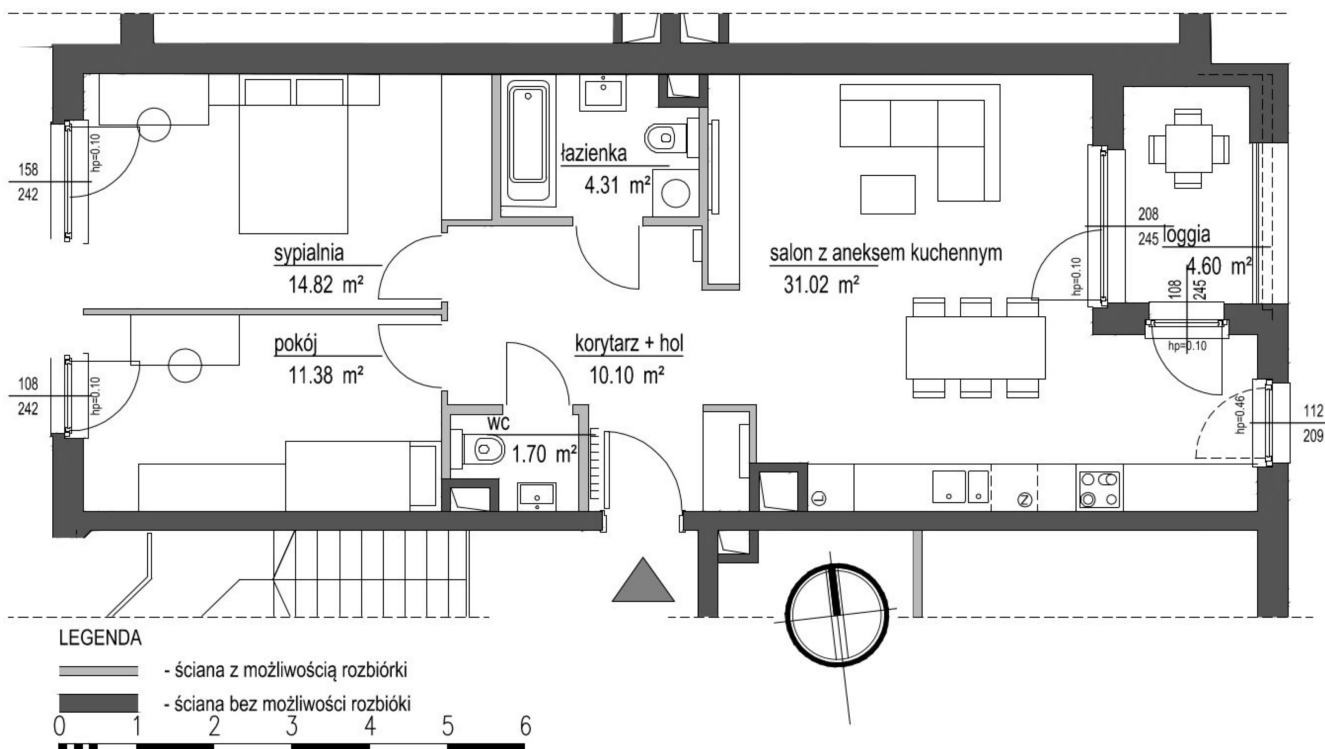 158
242
hp=0.10
łazienka
4.31 m²
sypialnia
14.82 m²
salon z aneksem kuchennym
31.02 m²
208
245
loggia
4.60 m²
hp=0.10
108
245
hp=0.10
108
242
hp=0.10
pokój
11.38 m²
korytarz + hol
10.10 m²
wc
1.70 m²
hp=0.46
112
209
L
Z
LEGENDA
- ściana z możliwością rozbiórki
- ściana bez możliwości rozbióki
0 1 2 3 4 5 6